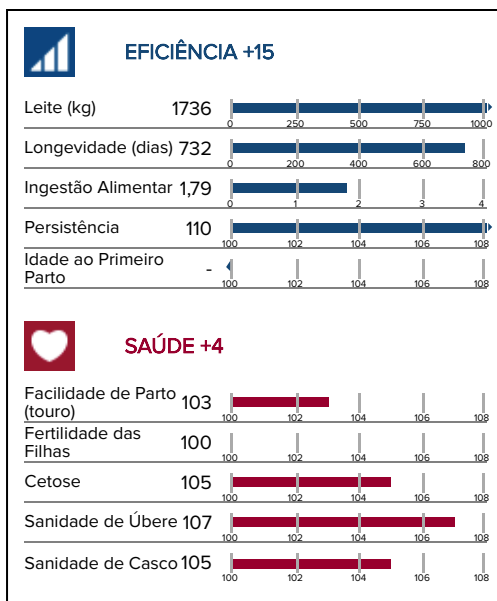 EFICIÊNCIA +15
Leite (kg) 1736
0 250 500 750 1000
Longevidade (dias) 732
0 200 400 600 800
Ingestão Alimentar 1,79
0 1 2 3 4
Persistência 110
100 102 104 106 108
Idade ao Primeiro
Parto -
100 102 104 106 108
SAÚDE +4
Facilidade de Parto
(touro) 103
100 102 104 106 108
Fertilidade das
Filhas 100
100 102 104 106 108
Cetose 105
100 102 104 106 108
Sanidade de Úbere 107
100 102 104 106 108
Sanidade de Casco 105
100 102 104 106 108